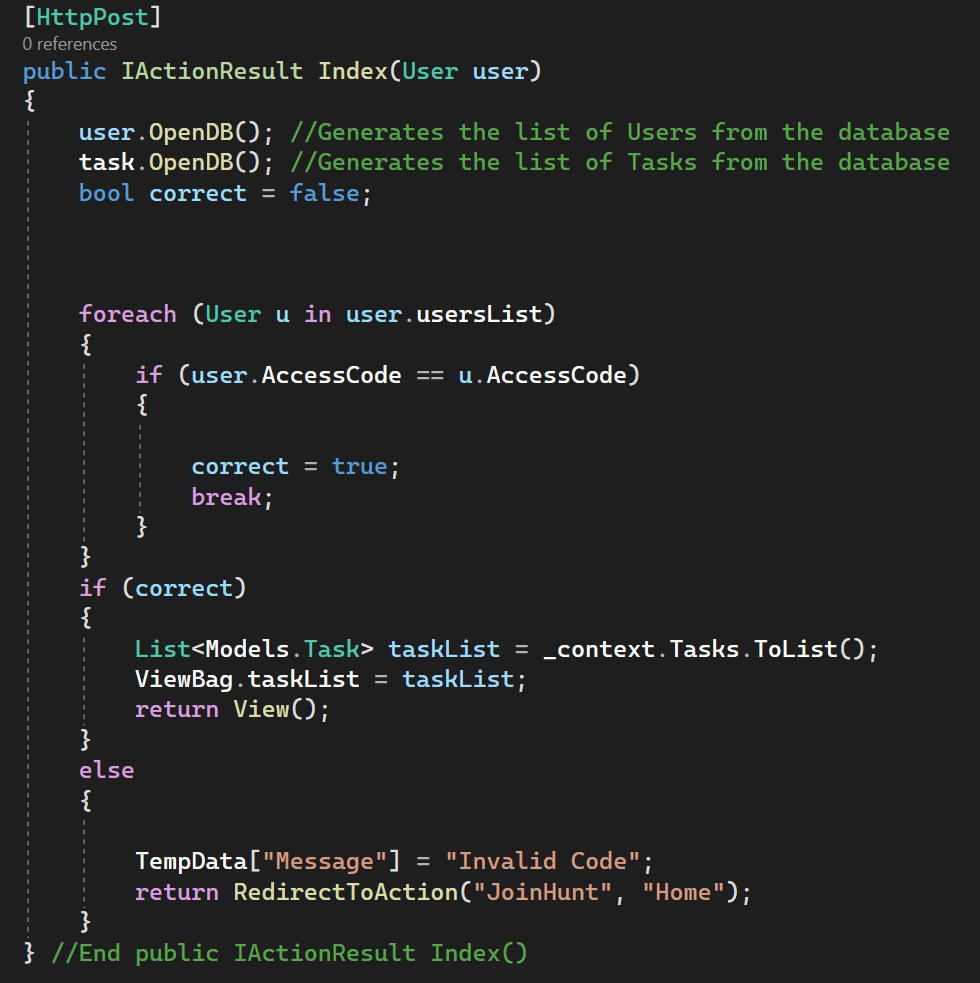 [HttpPost]
0 references
public IActionResult Index(User user)
{
    user.OpenDB(); //Generates the list of Users from the database
    task.OpenDB(); //Generates the list of Tasks from the database
    bool correct = false;
    foreach (User u in user.usersList)
    {
        if (user.AccessCode == u.AccessCode)
        {
            correct = true;
            break;
        }
    }
    if (correct)
    {
        List<Models.Task> taskList = _context.Tasks.ToList();
        ViewBag.taskList = taskList;
        return View();
    }
    else
    {
        TempData["Message"] = "Invalid Code";
        return RedirectToAction("JoinHunt", "Home");
    }
} //End public IActionResult Index()